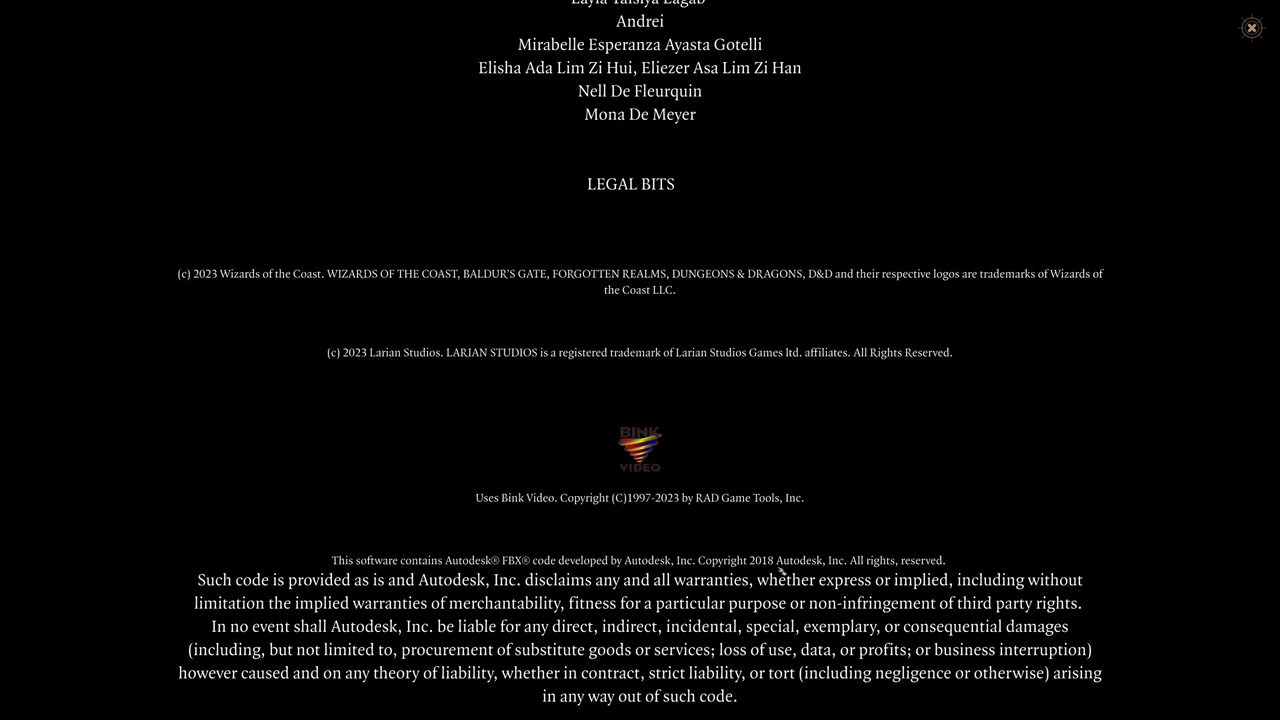 Layla Taisiya Lagab
Andrei
Mirabelle Esperanza Ayasta Gotelli
Elisha Ada Lim Zi Hui, Eliezer Asa Lim Zi Han
Nell De Fleurquin
Mona De Meyer
LEGAL BITS
(c) 2023 Wizards of the Coast. WIZARDS OF THE COAST, BALDUR'S GATE, FORGOTTEN REALMS, DUNGEONS & DRAGONS, D&D and their respective logos are trademarks of Wizards of
the Coast LLC.
(c) 2023 Larian Studios. LARIAN STUDIOS is a registered trademark of Larian Studios Games ltd. affiliates. All Rights Reserved.
BINK
VIDEO
Uses Bink Video. Copyright (C)1997-2023 by RAD Game Tools, Inc.
This software contains Autodesk® FBX® code developed by Autodesk, Inc. Copyright 2018 Autodesk, Inc. All rights, reserved.
Such code is provided as is and Autodesk, Inc. disclaims any and all warranties, whether express or implied, including without
limitation the implied warranties of merchantability, fitness for a particular purpose or non-infringement of third party rights.
In no event shall Autodesk, Inc. be liable for any direct, indirect, incidental, special, exemplary, or consequential damages
(including, but not limited to, procurement of substitute goods or services; loss of use, data, or profits; or business interruption)
however caused and on any theory of liability, whether in contract, strict liability, or tort (including negligence or otherwise) arising
in any way out of such code.